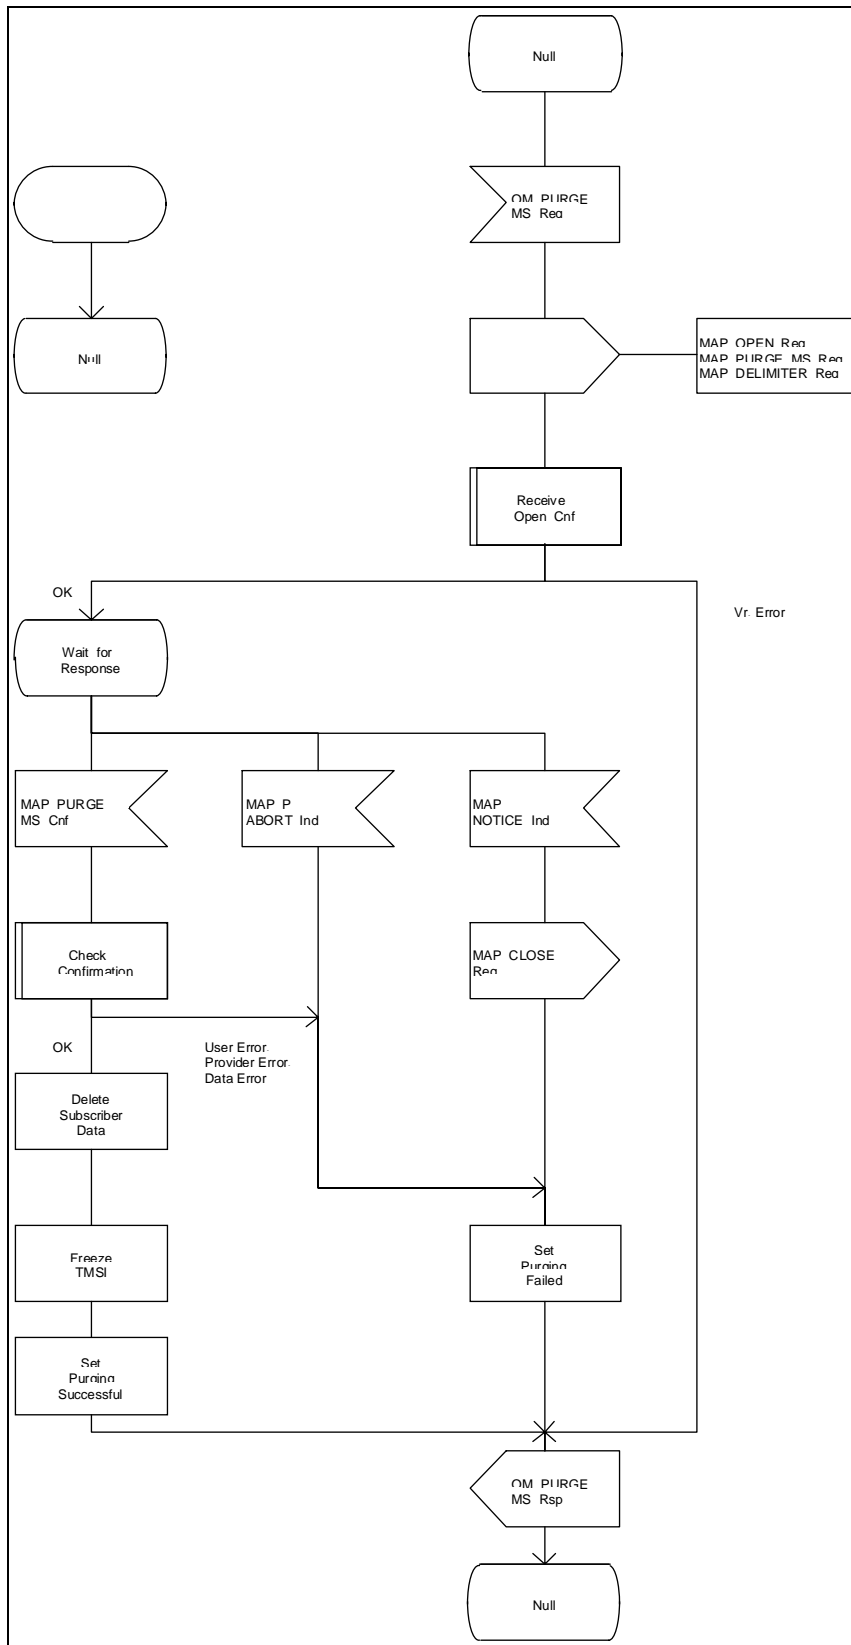 Null
OM PURGE
MS Req
Null
MAP OPEN Req
MAP PURGE MS Req
MAP DELIMITER Req
Receive
Open Cnf
OK
Vr. Error
Wait for
Response
MAP PURGE
MS Cnf
MAP P
ABORT Ind
MAP
NOTICE Ind
Check
Confirmation
MAP CLOSE
Req
OK
User Error.
Provider Error.
Data Error
Delete
Subscriber
Data
Freeze
TMSI
Set
Purging
Failed
Set
Purging
Successful
OM PURGE
MS Rsp
Null